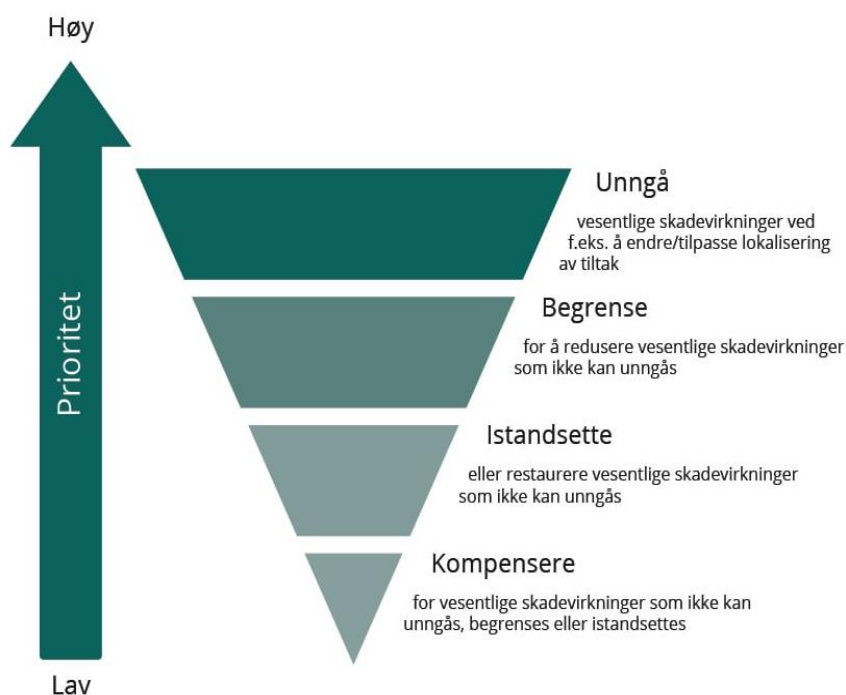 Høy
Prioritet
Unngå
vesentlige skadevirkninger ved
f.eks. å endre/tilpasse lokalisering
av tiltak
Begrense
for å redusere vesentlige skadevirkninger
som ikke kan unngås
Istandsette
eller restaurere vesentlige skadevirkninger
som ikke kan unngås
Kompensere
for vesentlige skadevirkninger som ikke kan
unngås, begrenses eller istandsettes
Lav